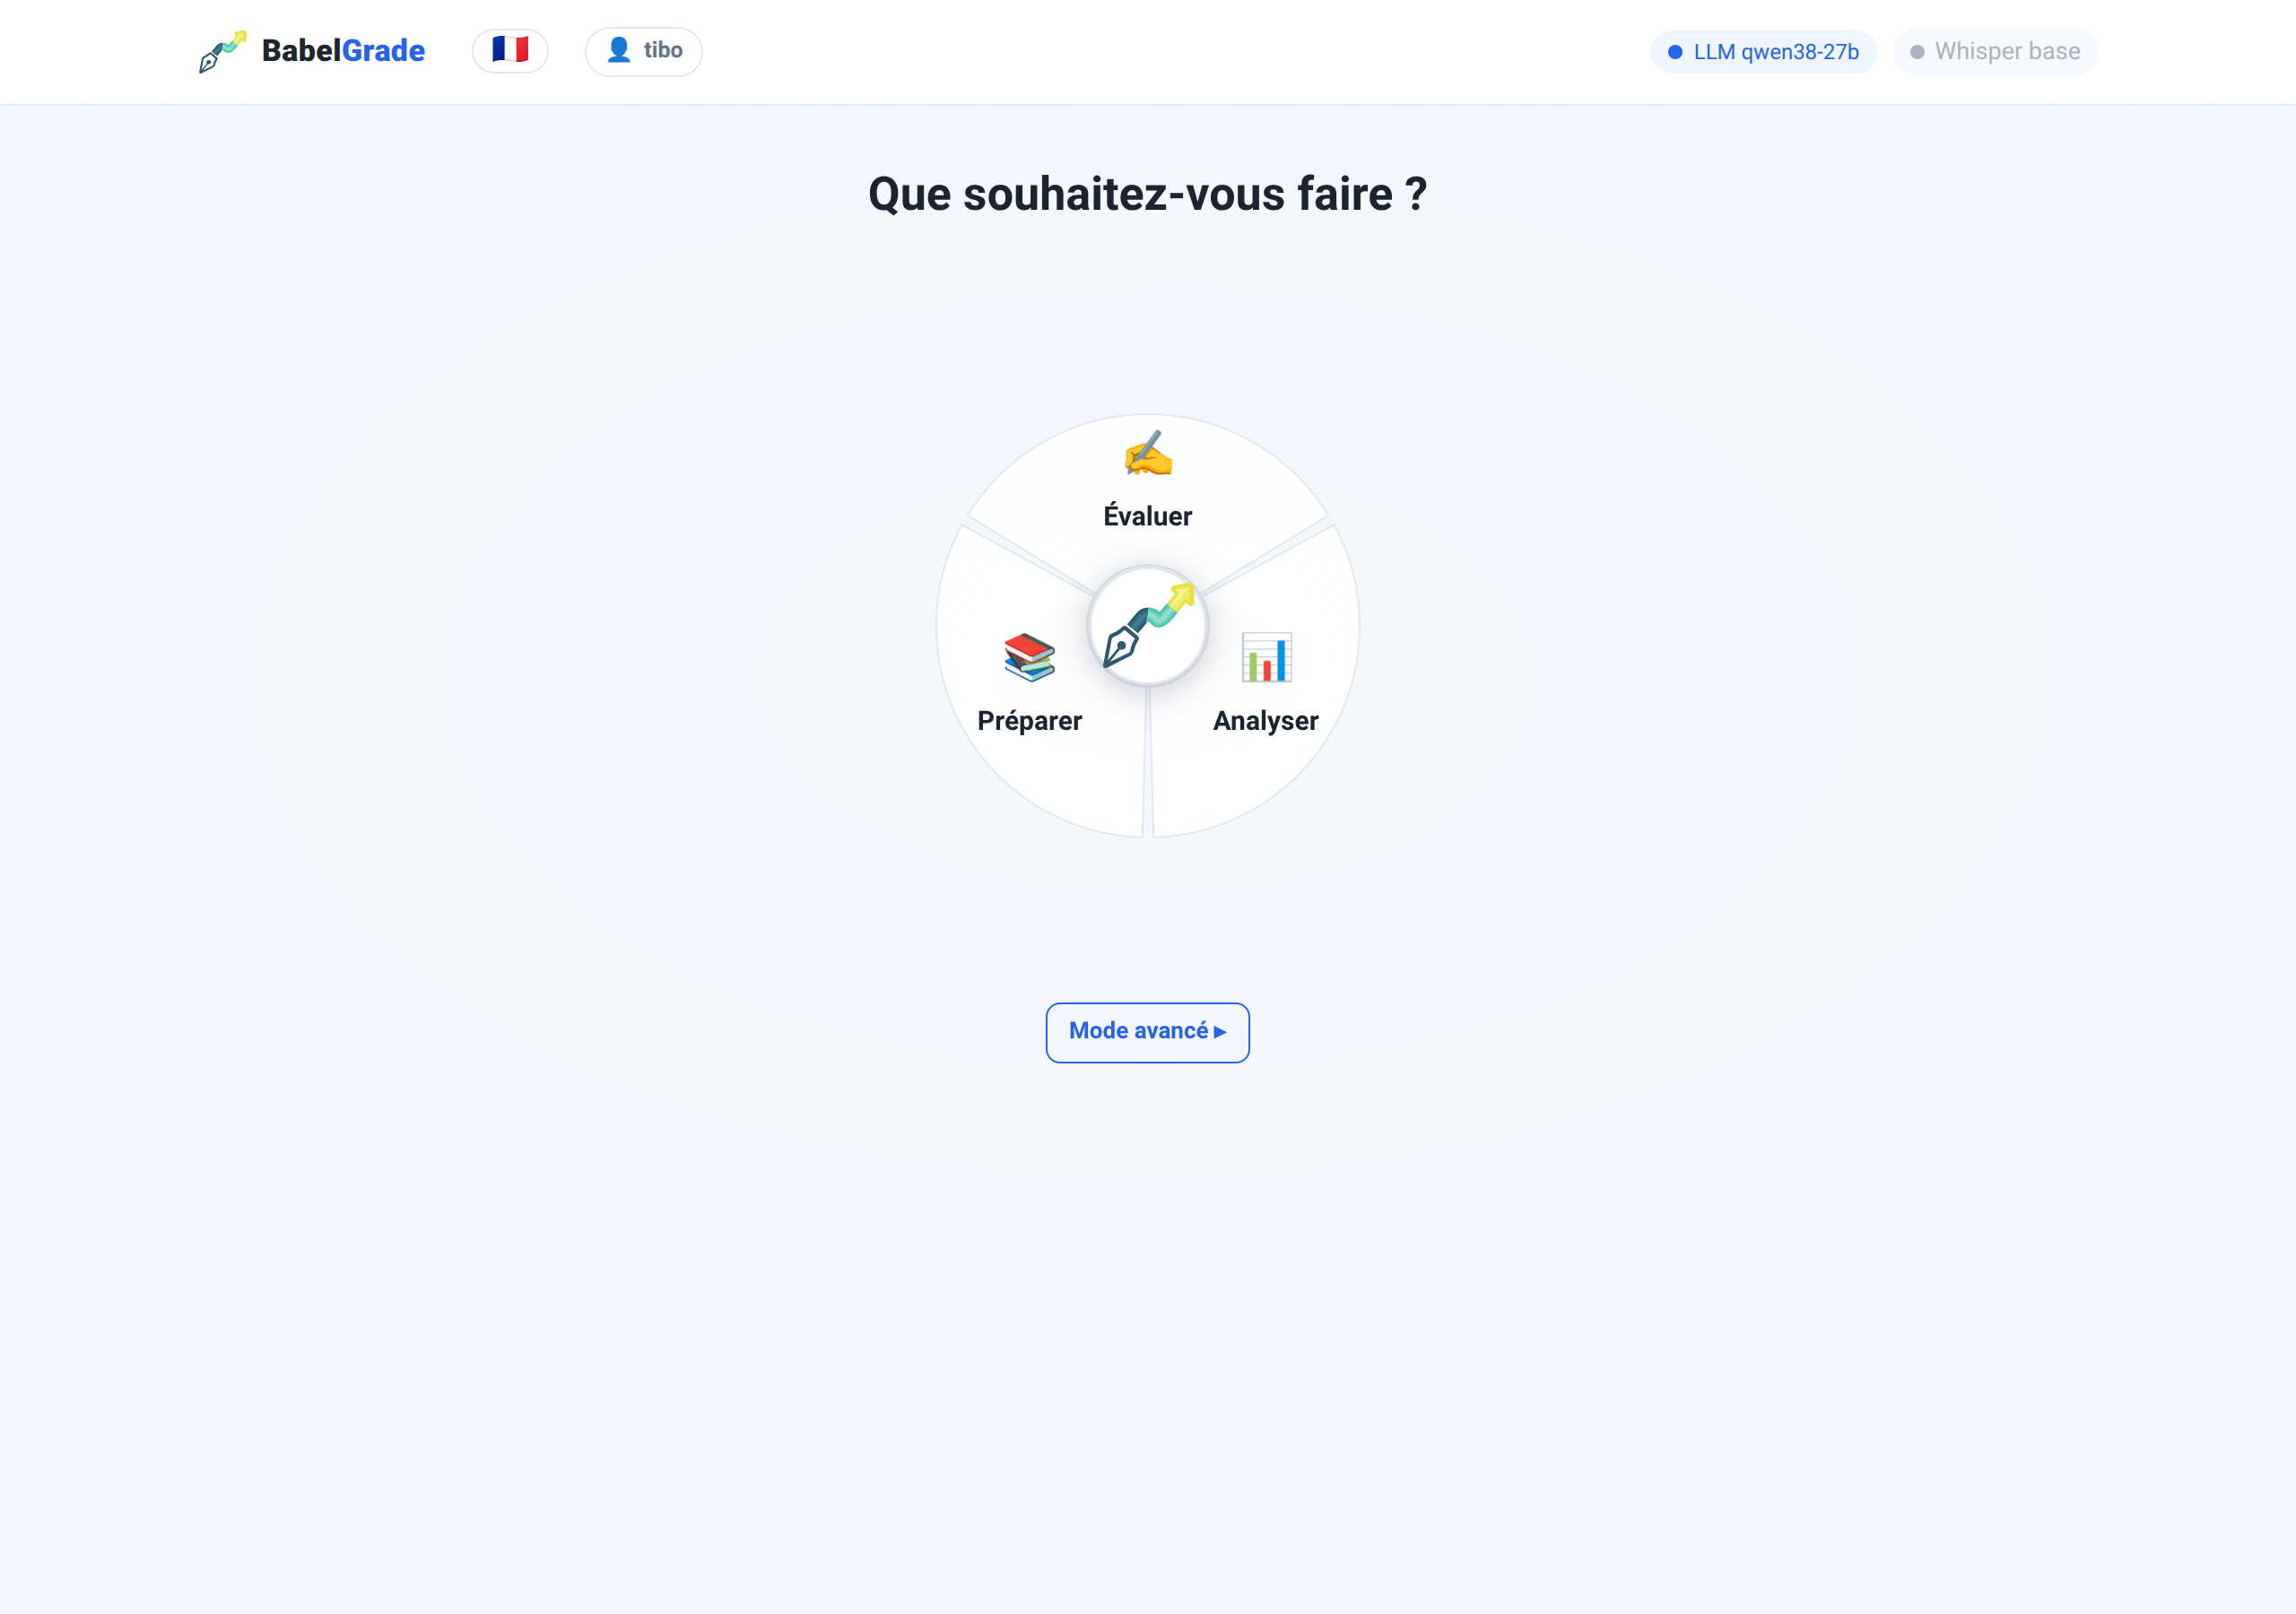 BabelGrade
tibo
LLM qwen38-27b
Whisper base
Que souhaitez-vous faire ?
Évaluer
Préparer
Analyser
Mode avancé ▸